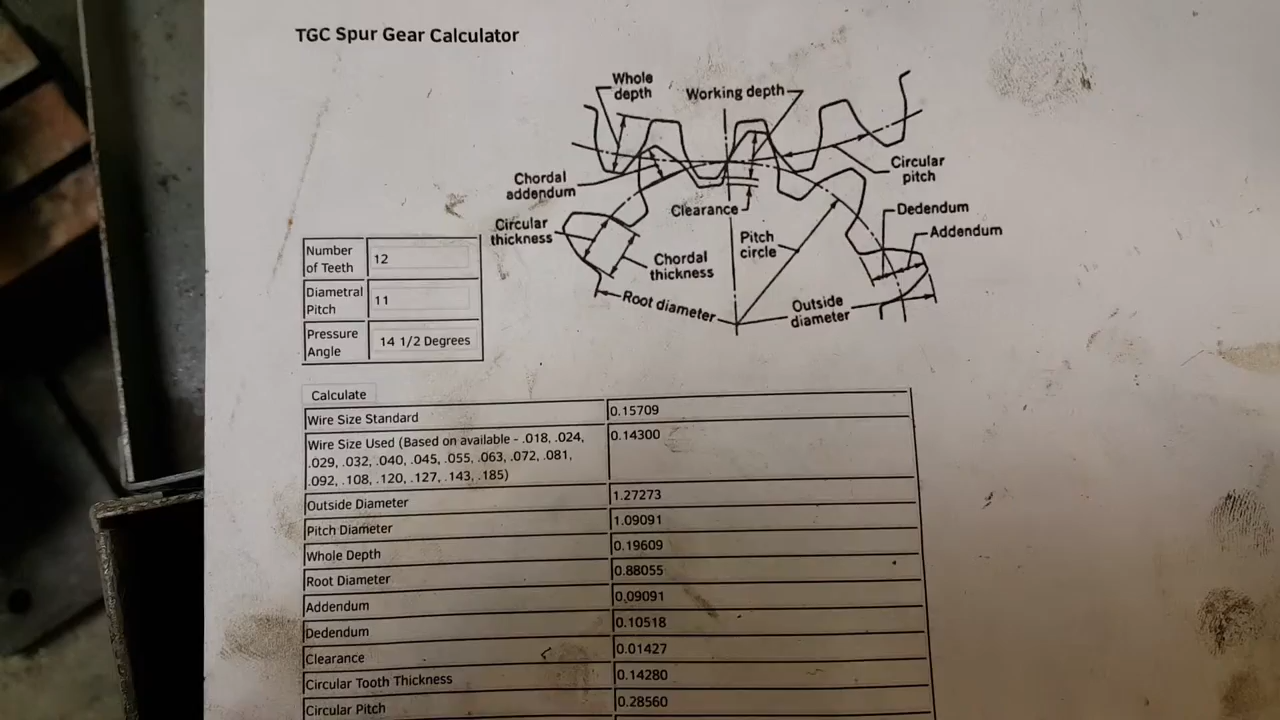 TGC Spur Gear Calculator
Whole
depth
Working depth
Chordal
addendum
Circular
pitch
Clearance
Dedendum
Addendum
Circular
thickness
Pitch
circle
Chordal
thickness
Root diameter
Outside
diameter
Number
of Teeth
12
Diametral
Pitch
11
Pressure
Angle
14 1/2 Degrees
Calculate
Wire Size Standard 0.15709
Wire Size Used (Based on available - .018, .024, 0.14300
.029, .032, .040, .045, .055, .063, .072, .081,
.092, .108, .120, .127, .143, .185)
Outside Diameter 1.27273
Pitch Diameter 1.09091
Whole Depth 0.19609
Root Diameter 0.88055
Addendum 0.09091
Dedendum 0.10518
Clearance 0.01427
Circular Tooth Thickness 0.14280
Circular Pitch 0.28560